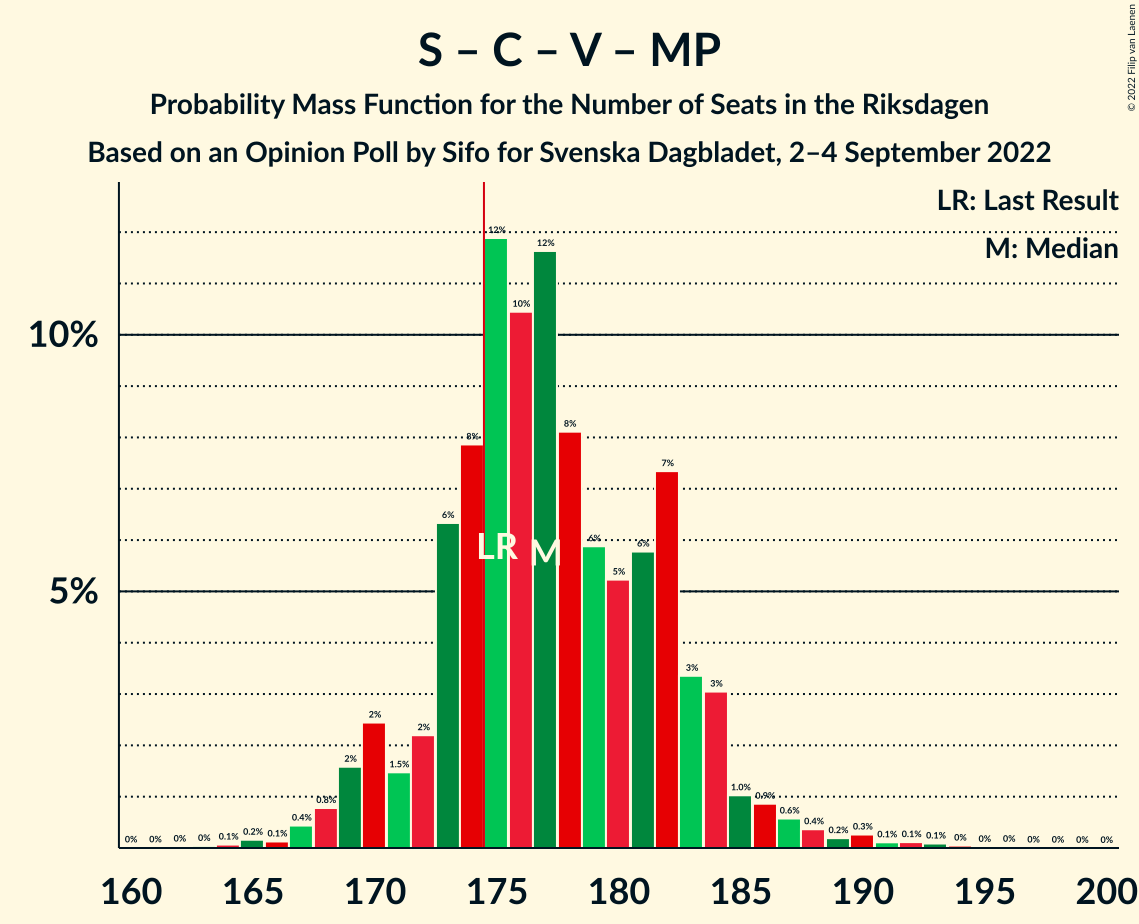 S – C – V – MP
Probability Mass Function for the Number of Seats in the Riksdagen
Based on an Opinion Poll by Sifo for Svenska Dagbladet, 2–4 September 2022
© 2022 Filip van Laenen
LR: Last Result
M: Median
10%
5%
0% 0% 0% 0% 0.1% 0.2% 0.1% 0.4% 0.8% 2% 2% 1.5% 2% 6% 8% 12% 10% 12% 8% 6% 5% 6% 7% 3% 3% 1.0% 0.9% 0.6% 0.4% 0.2% 0.3% 0.1% 0.1% 0.1% 0% 0% 0% 0% 0% 0% 0%
LR M
160 165 170 175 180 185 190 195 200